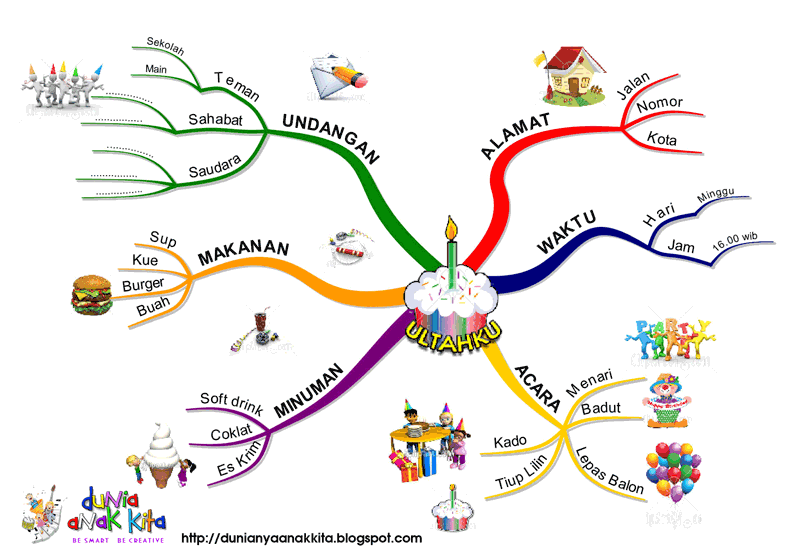 ULTAHKU
UNDANGAN
Teman
Sekolah
Main
Sahabat
Saudara
ALAMAT
Jalan
Nomor
Kota
WAKTU
Hari
Minggu
Jam
16.00 wib
ACARA
Menari
Badut
Lepas Balon
Kado
Tiup Lilin
MINUMAN
Soft drink
Coklat
Es Krim
MAKANAN
Sup
Kue
Burger
Buah
PARTY
dunia
anak kita
BE SMART BE CREATIVE
http://dunianyaanakkita.blogspot.com